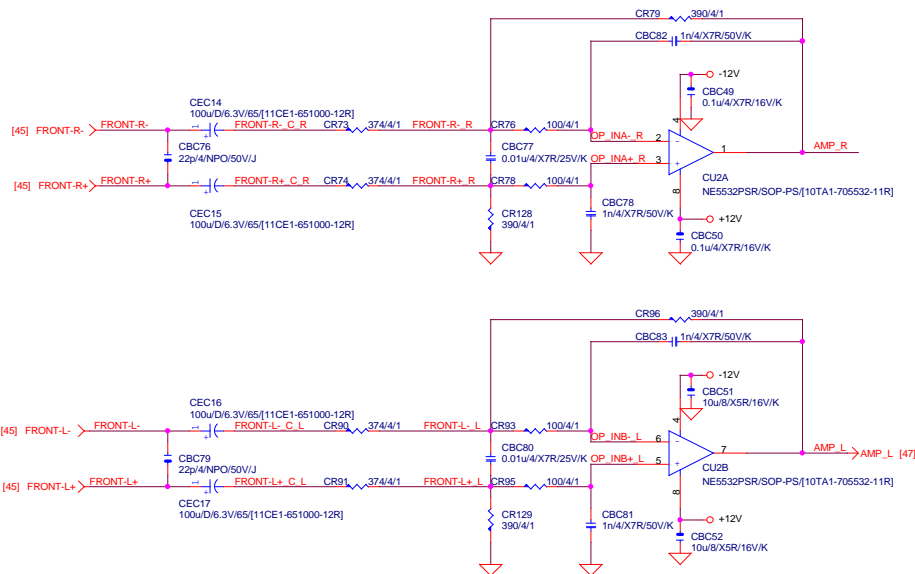 CR79 390/4/1
CBC82 1n/4/X7R/50V/K
-12V
CBC49
0.1u/4/X7R/16V/K
CEC14
100u/D/6.3V/65/[11CE1-651000-12R]
[45] FRONT-R- FRONT-R- 1 + FRONT-R-_C_R CR73 374/4/1 FRONT-R-_R CR76 100/4/1
4
OP_INA-_R 2 - 1 AMP_R
CBC76
22p/4/NPO/50V/J
CBC77
0.01u/4/X7R/25V/K
OP_INA+_R 3 +
[45] FRONT-R+ FRONT-R+ 1 + FRONT-R+_C_R CR74 374/4/1 FRONT-R+_R CR78 100/4/1
8
CU2A
NE5532PSR/SOP-PS/[10TA1-705532-11R]
CEC15
100u/D/6.3V/65/[11CE1-651000-12R]
CR128
390/4/1
CBC78
1n/4/X7R/50V/K
+12V
CBC50
0.1u/4/X7R/16V/K
CR96 390/4/1
CBC83 1n/4/X7R/50V/K
-12V
CBC51
10u/8/X5R/16V/K
CEC16
100u/D/6.3V/65/[11CE1-651000-12R]
[45] FRONT-L- FRONT-L- 1 + FRONT-L-_C_L CR90 374/4/1 FRONT-L-_L CR93 100/4/1
4
OP_INB-_L 6 - 7 AMP_L AMP_L [47]
CBC79
22p/4/NPO/50V/J
CBC80
0.01u/4/X7R/25V/K
OP_INB+_L 5 +
[45] FRONT-L+ FRONT-L+ 1 + FRONT-L+_C_L CR91 374/4/1 FRONT-L+_L CR95 100/4/1
8
CU2B
NE5532PSR/SOP-PS/[10TA1-705532-11R]
CEC17
100u/D/6.3V/65/[11CE1-651000-12R]
CR129
390/4/1
CBC81
1n/4/X7R/50V/K
+12V
CBC52
10u/8/X5R/16V/K